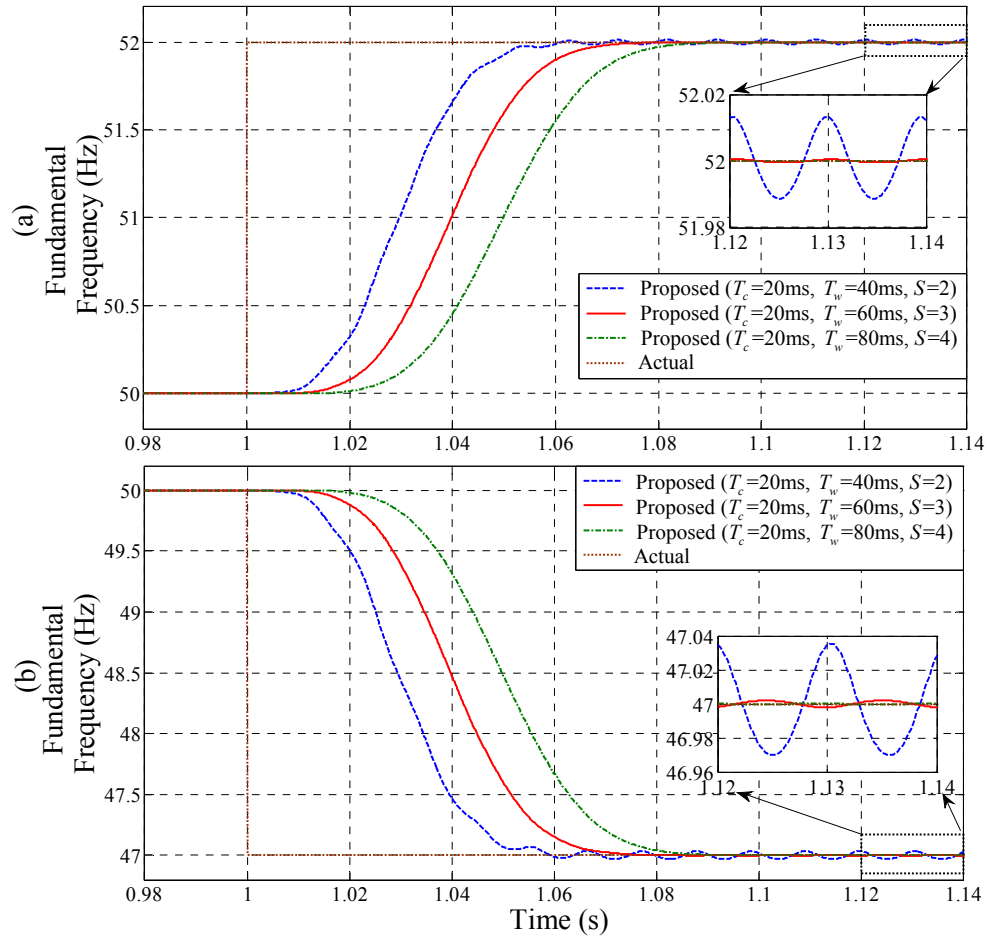 (a)
Fundamental
Frequency (Hz)
52
51.5
51
50.5
50
52.02
52
51.98
1.12
1.13
1.14
Proposed (Tc=20ms, Tw=40ms, S=2)
Proposed (Tc=20ms, Tw=60ms, S=3)
Proposed (Tc=20ms, Tw=80ms, S=4)
Actual
0.98
1
1.02
1.04
1.06
1.08
1.1
1.12
1.14
(b)
Fundamental
Frequency (Hz)
50
49.5
49
48.5
48
47.5
47
Proposed (Tc=20ms, Tw=40ms, S=2)
Proposed (Tc=20ms, Tw=60ms, S=3)
Proposed (Tc=20ms, Tw=80ms, S=4)
Actual
47.04
47.02
47
46.98
46.96
1.12
1.13
1.14
0.98
1
1.02
1.04
1.06
1.08
1.1
1.12
1.14
Time (s)